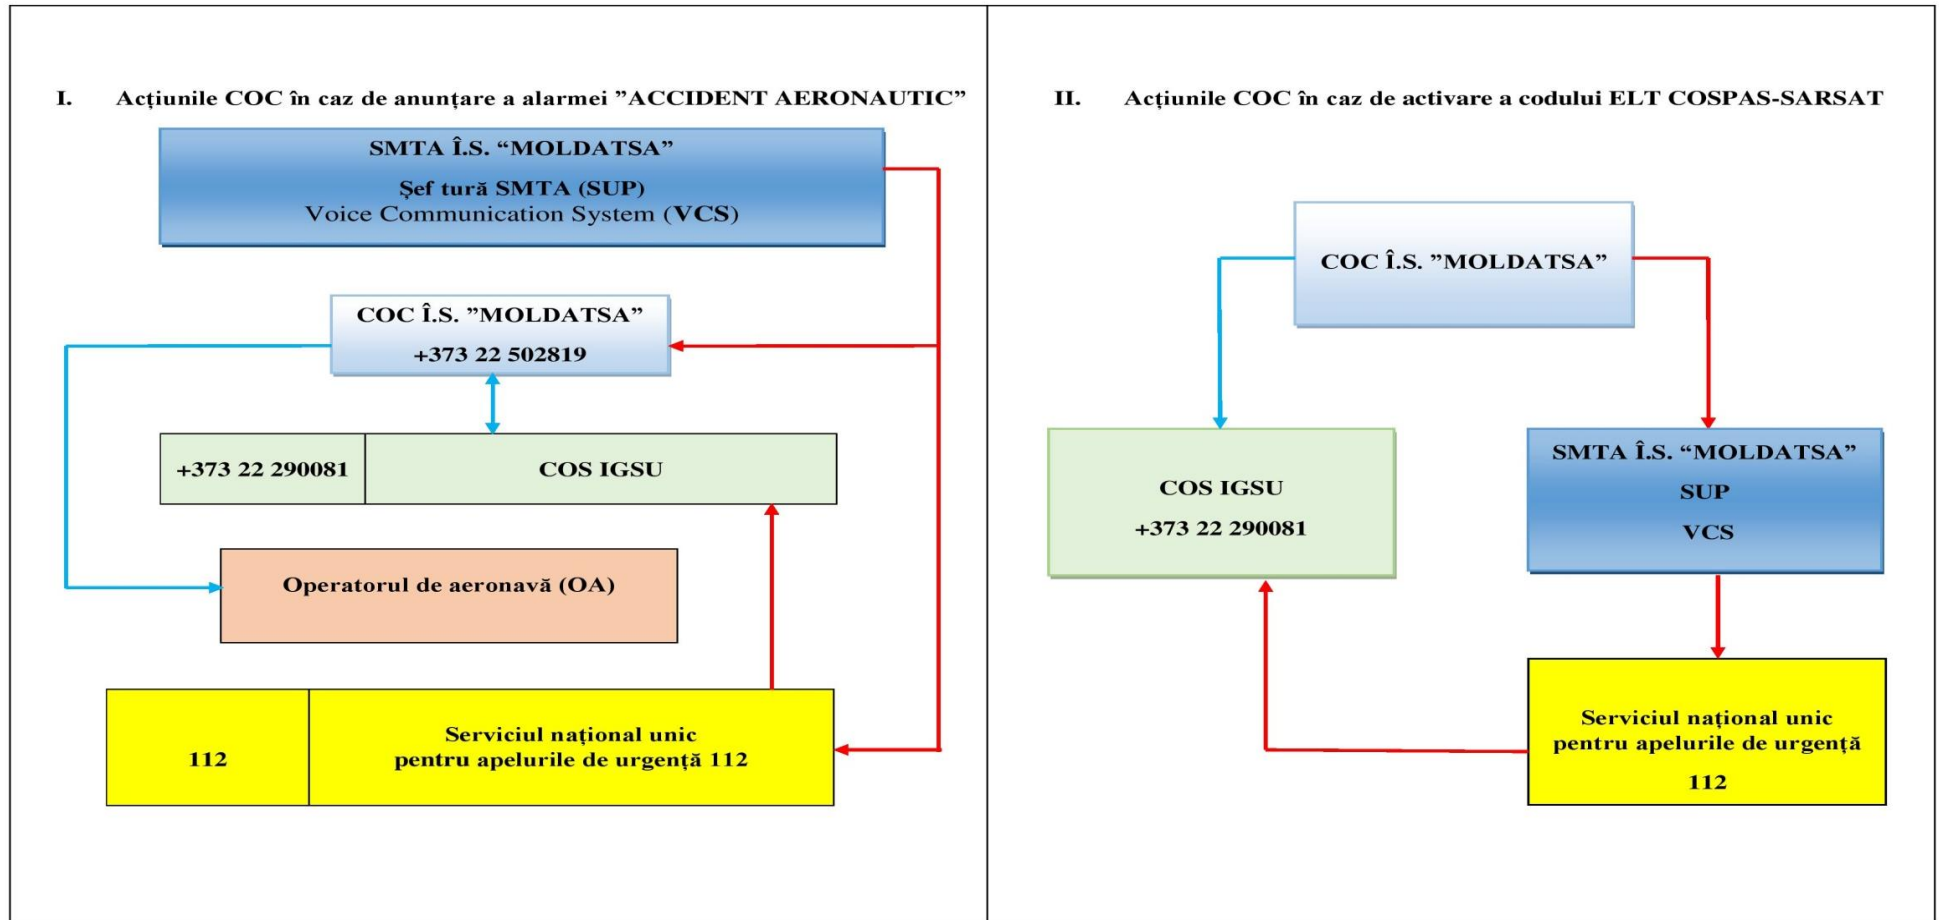 I. Acțiunile COC în caz de anunțare a alarmei ”ACCIDENT AERONAUTIC”
SMTA Î.S. “MOLDATSA”
Șef tură SMTA (SUP)
Voice Communication System (VCS)
COC Î.S. ”MOLDATSA”
+373 22 502819
+373 22 290081
COS IGSU
Operatorul de aeronavă (OA)
112
Serviciul național unic
pentru apelurile de urgență 112
II. Acțiunile COC în caz de activare a codului ELT COSPAS-SARSAT
COC Î.S. ”MOLDATSA”
COS IGSU
+373 22 290081
SMTA Î.S. “MOLDATSA”
SUP
VCS
Serviciul național unic
pentru apelurile de urgență
112